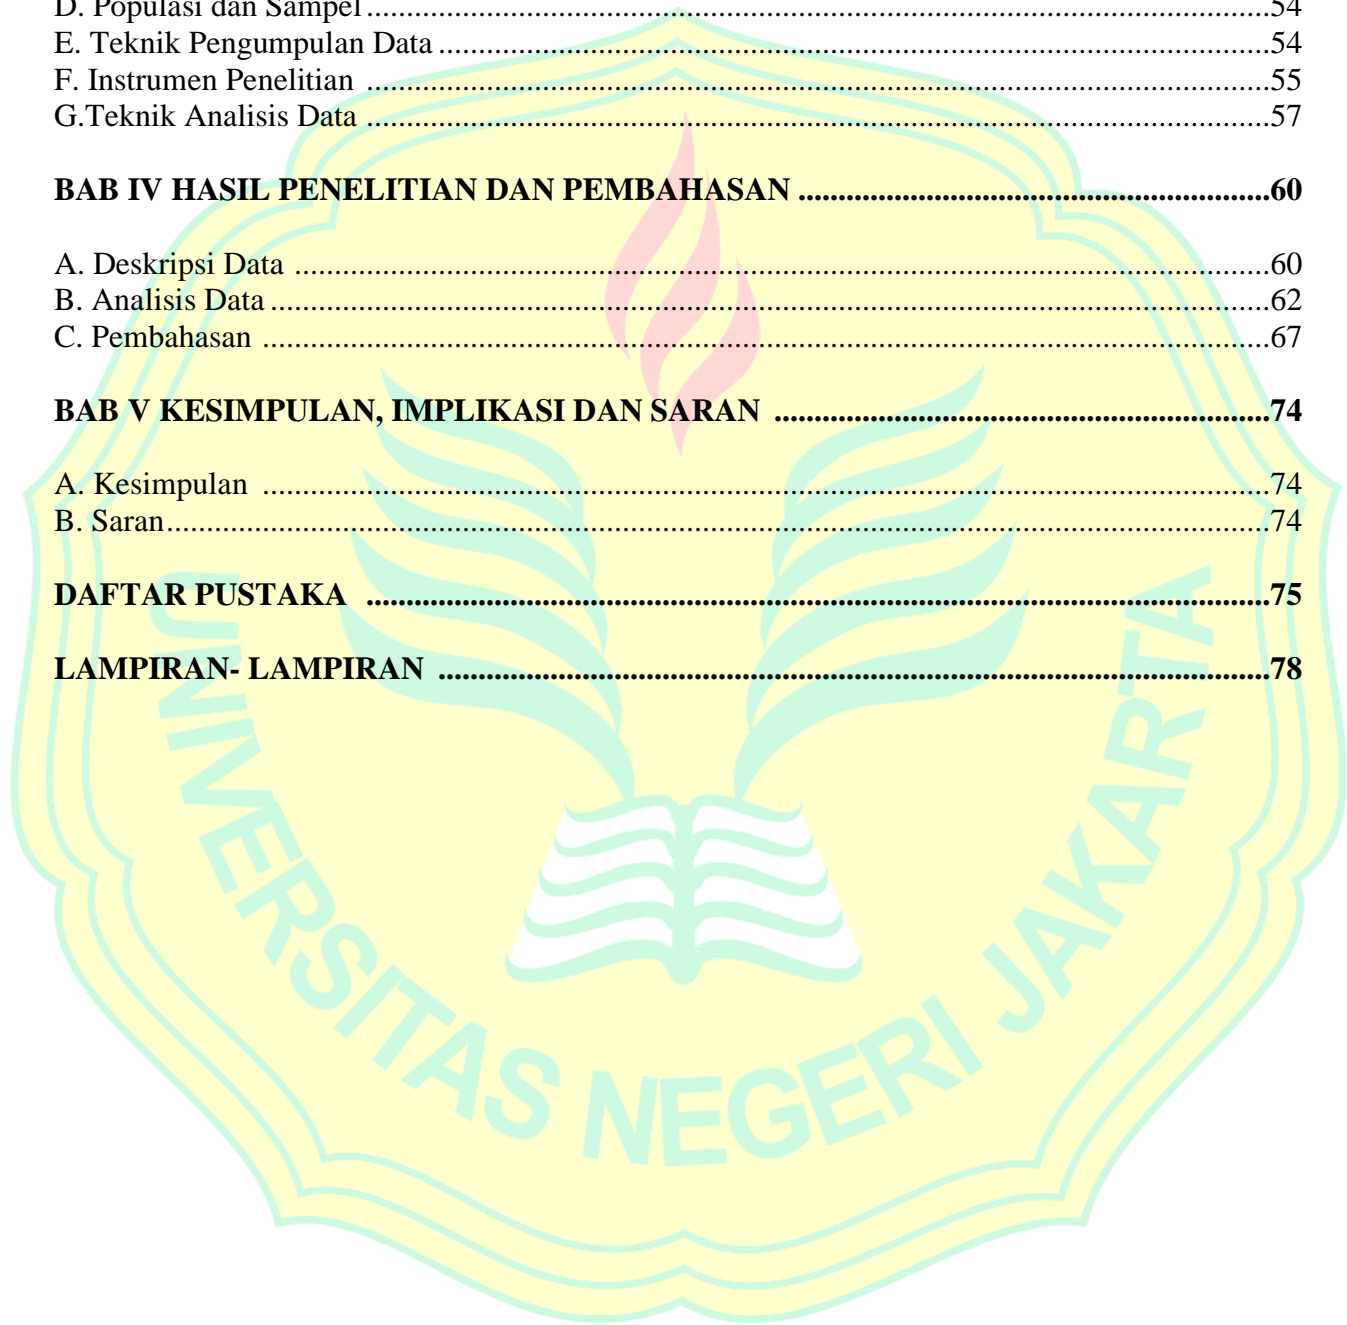 D. Populasi dan Sampel ........................................................................54
E. Teknik Pengumpulan Data ........................................................................54
F. Instrumen Penelitian ........................................................................55
G.Teknik Analisis Data ........................................................................57
BAB IV HASIL PENELITIAN DAN PEMBAHASAN ........................................................60
A. Deskripsi Data ........................................................................60
B. Analisis Data ........................................................................62
C. Pembahasan ........................................................................67
BAB V KESIMPULAN, IMPLIKASI DAN SARAN ........................................................74
A. Kesimpulan ........................................................................74
B. Saran........................................................................74
DAFTAR PUSTAKA ........................................................................75
LAMPIRAN- LAMPIRAN ........................................................................78
UNIVERSITAS NEGERI JAKARTA